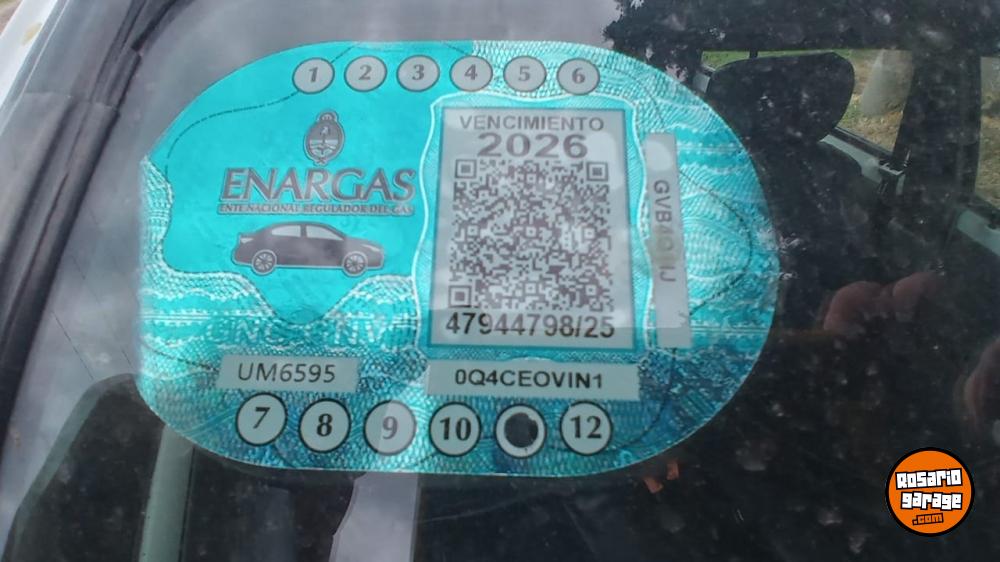 1 2 3 4 5 6
VENCIMIENTO
2026
ENARGAS
ENTE NACIONAL REGULADOR DEL GAS
47944798/25
UM6595
0Q4CEOVIN1
7 8 9 10 12
Rosario
garage
.com